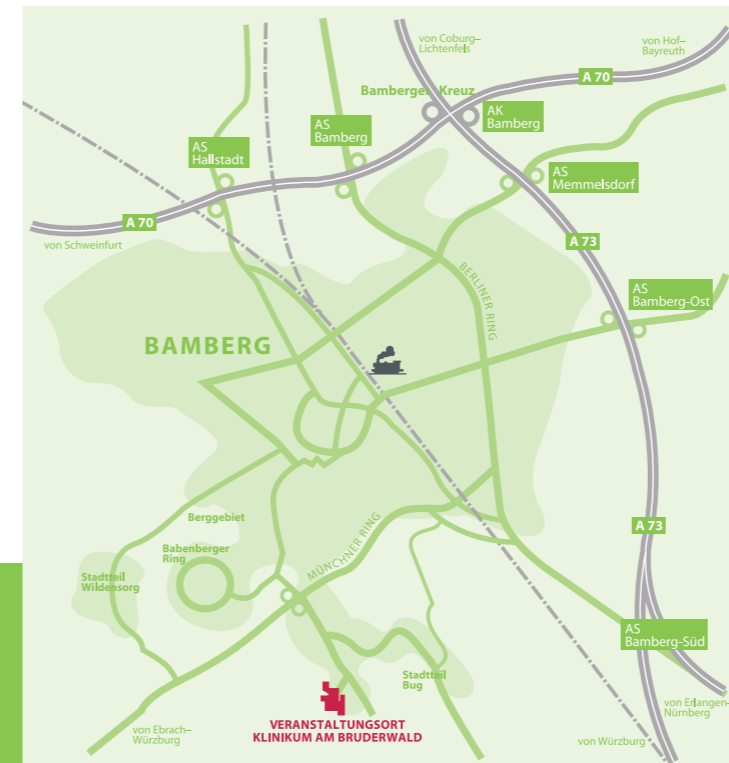 von Coburg–
Lichtenfels
von Hof–
Bayreuth
A 70
Bamberger Kreuz
AK
Bamberg
AS
Bamberg
AS
Hallstadt
AS
Memmelsdorf
A 70
von Schweinfurt
A 73
BERLINER RING
AS
Bamberg-Ost
BAMBERG
Berggebiet
A 73
Babenberger
Ring
MÜNCHNER RING
Stadtteil
Wildensorg
AS
Bamberg-Süd
Stadtteil
Bug
von Erlangen–
Nürnberg
VERANSTALTUNGSORT
KLINIKUM AM BRUDERWALD
von Ebrach–
Würzburg
von Würzburg